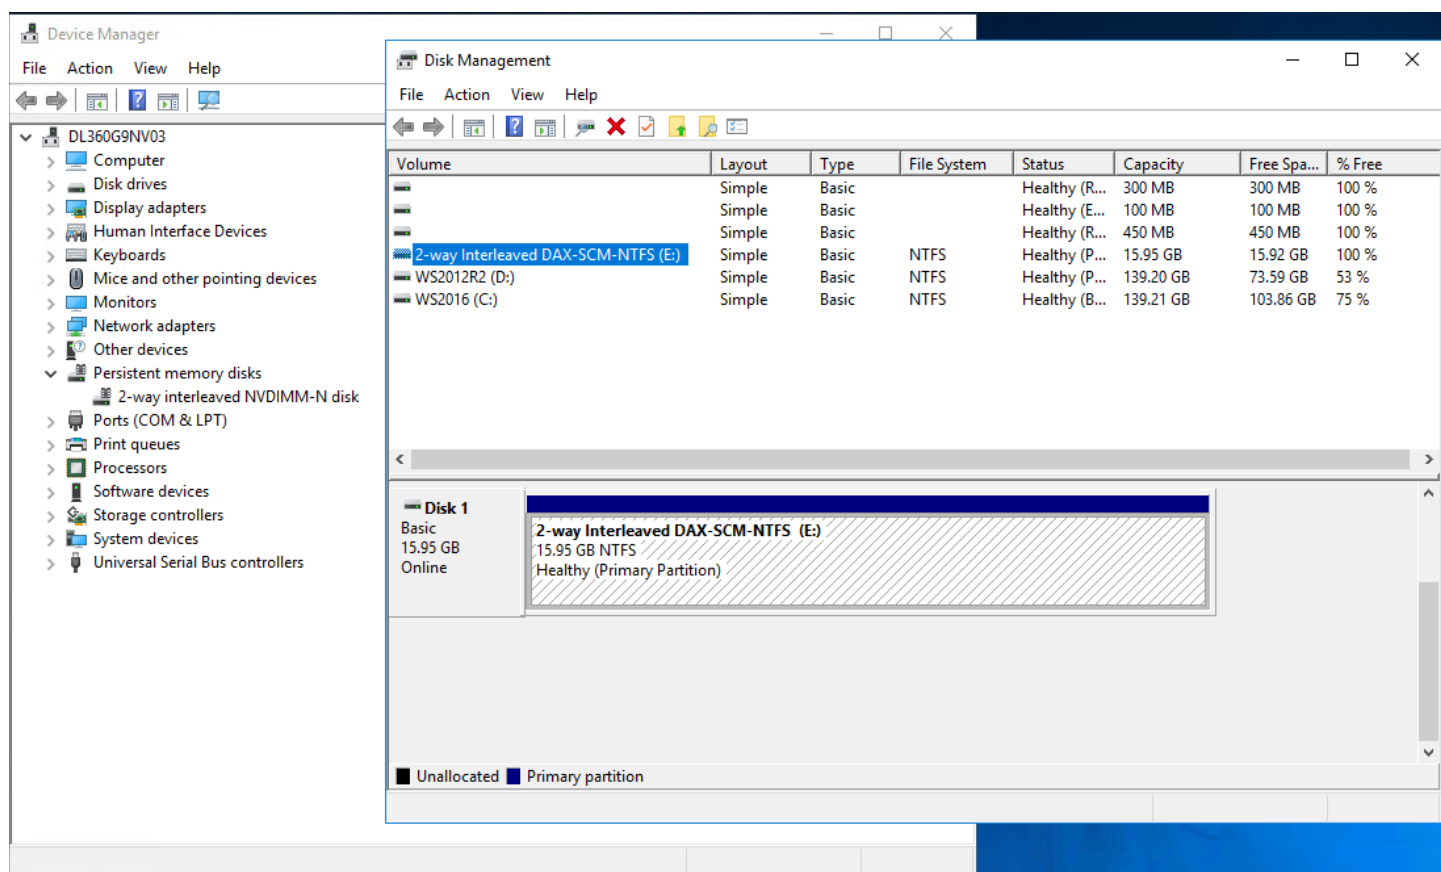 Device Manager
File Action View Help
DL360G9NV03
Computer
Disk drives
Display adapters
Human Interface Devices
Keyboards
Mice and other pointing devices
Monitors
Network adapters
Other devices
Persistent memory disks
2-way interleaved NVDIMM-N disk
Ports (COM & LPT)
Print queues
Processors
Software devices
Storage controllers
System devices
Universal Serial Bus controllers
Disk Management
File Action View Help
Volume Layout Type File System Status Capacity Free Spa... % Free
Simple Basic Healthy (R... 300 MB 300 MB 100 %
Simple Basic Healthy (E... 100 MB 100 MB 100 %
Simple Basic Healthy (R... 450 MB 450 MB 100 %
2-way Interleaved DAX-SCM-NTFS (E:) Simple Basic NTFS Healthy (P... 15.95 GB 15.92 GB 100 %
WS2012R2 (D:) Simple Basic NTFS Healthy (P... 139.20 GB 73.59 GB 53 %
WS2016 (C:) Simple Basic NTFS Healthy (B... 139.21 GB 103.86 GB 75 %
Disk 1
Basic
15.95 GB
Online
2-way Interleaved DAX-SCM-NTFS (E:)
15.95 GB NTFS
Healthy (Primary Partition)
Unallocated Primary partition